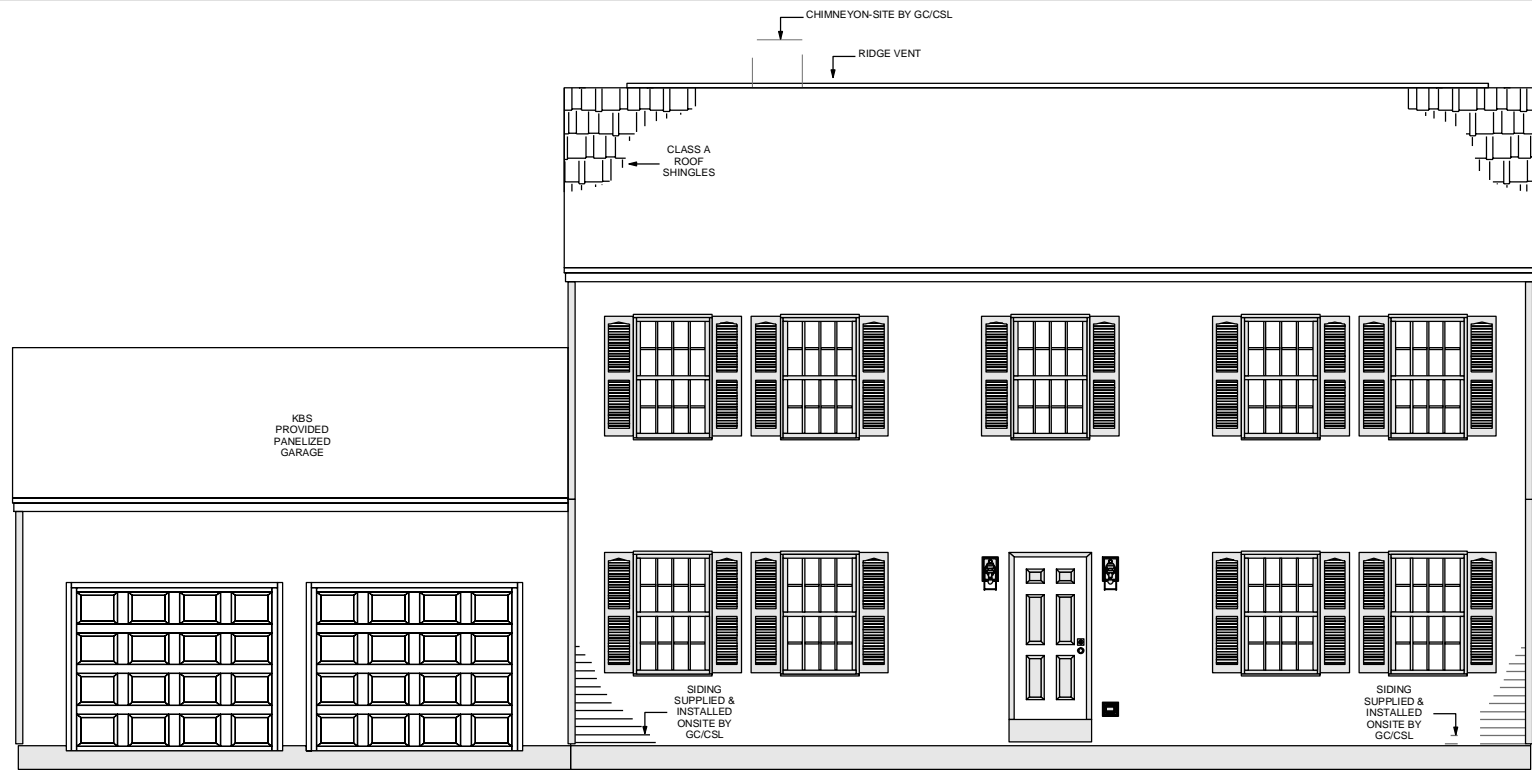 CHIMNEYON-SITE BY GC/CSL
RIDGE VENT
CLASS A
ROOF
SHINGLES
KBS
PROVIDED
PANELIZED
GARAGE
SIDING
SUPPLIED &
INSTALLED
ONSITE BY
GC/CSL
SIDING
SUPPLIED &
INSTALLED
ONSITE BY
GC/CSL